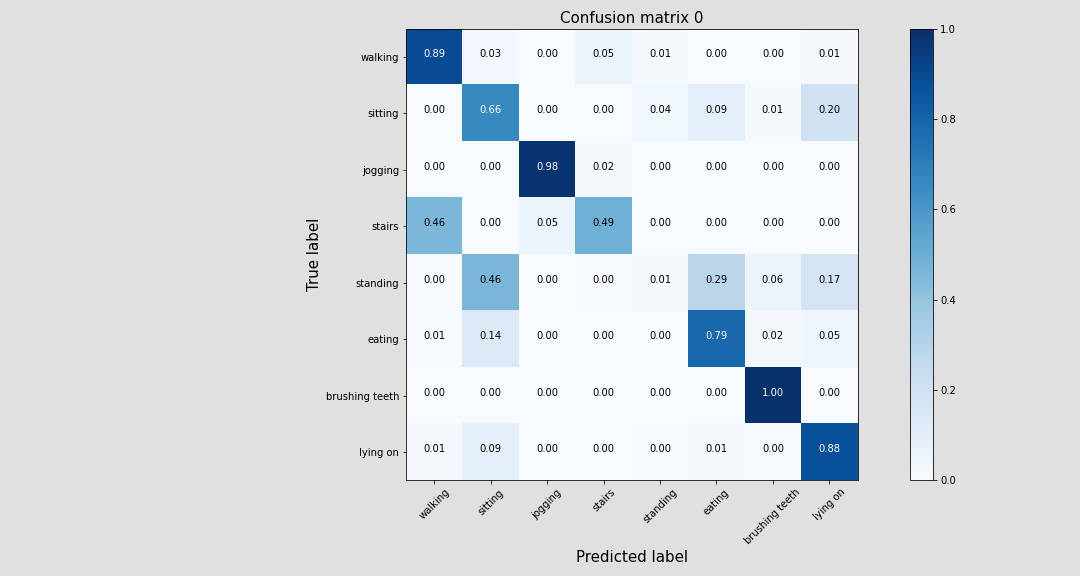 Confusion matrix 0
walking 0.89 0.03 0.00 0.05 0.01 0.00 0.00 0.01
sitting 0.00 0.66 0.00 0.00 0.04 0.09 0.01 0.20
jogging 0.00 0.00 0.98 0.02 0.00 0.00 0.00 0.00
stairs 0.46 0.00 0.05 0.49 0.00 0.00 0.00 0.00
standing 0.00 0.46 0.00 0.00 0.01 0.29 0.06 0.17
eating 0.01 0.14 0.00 0.00 0.00 0.79 0.02 0.05
brushing teeth 0.00 0.00 0.00 0.00 0.00 0.00 1.00 0.00
lying on 0.01 0.09 0.00 0.00 0.00 0.01 0.00 0.88
True label
walking sitting jogging stairs standing eating brushing teeth lying on
Predicted label
1.0
0.8
0.6
0.4
0.2
0.0